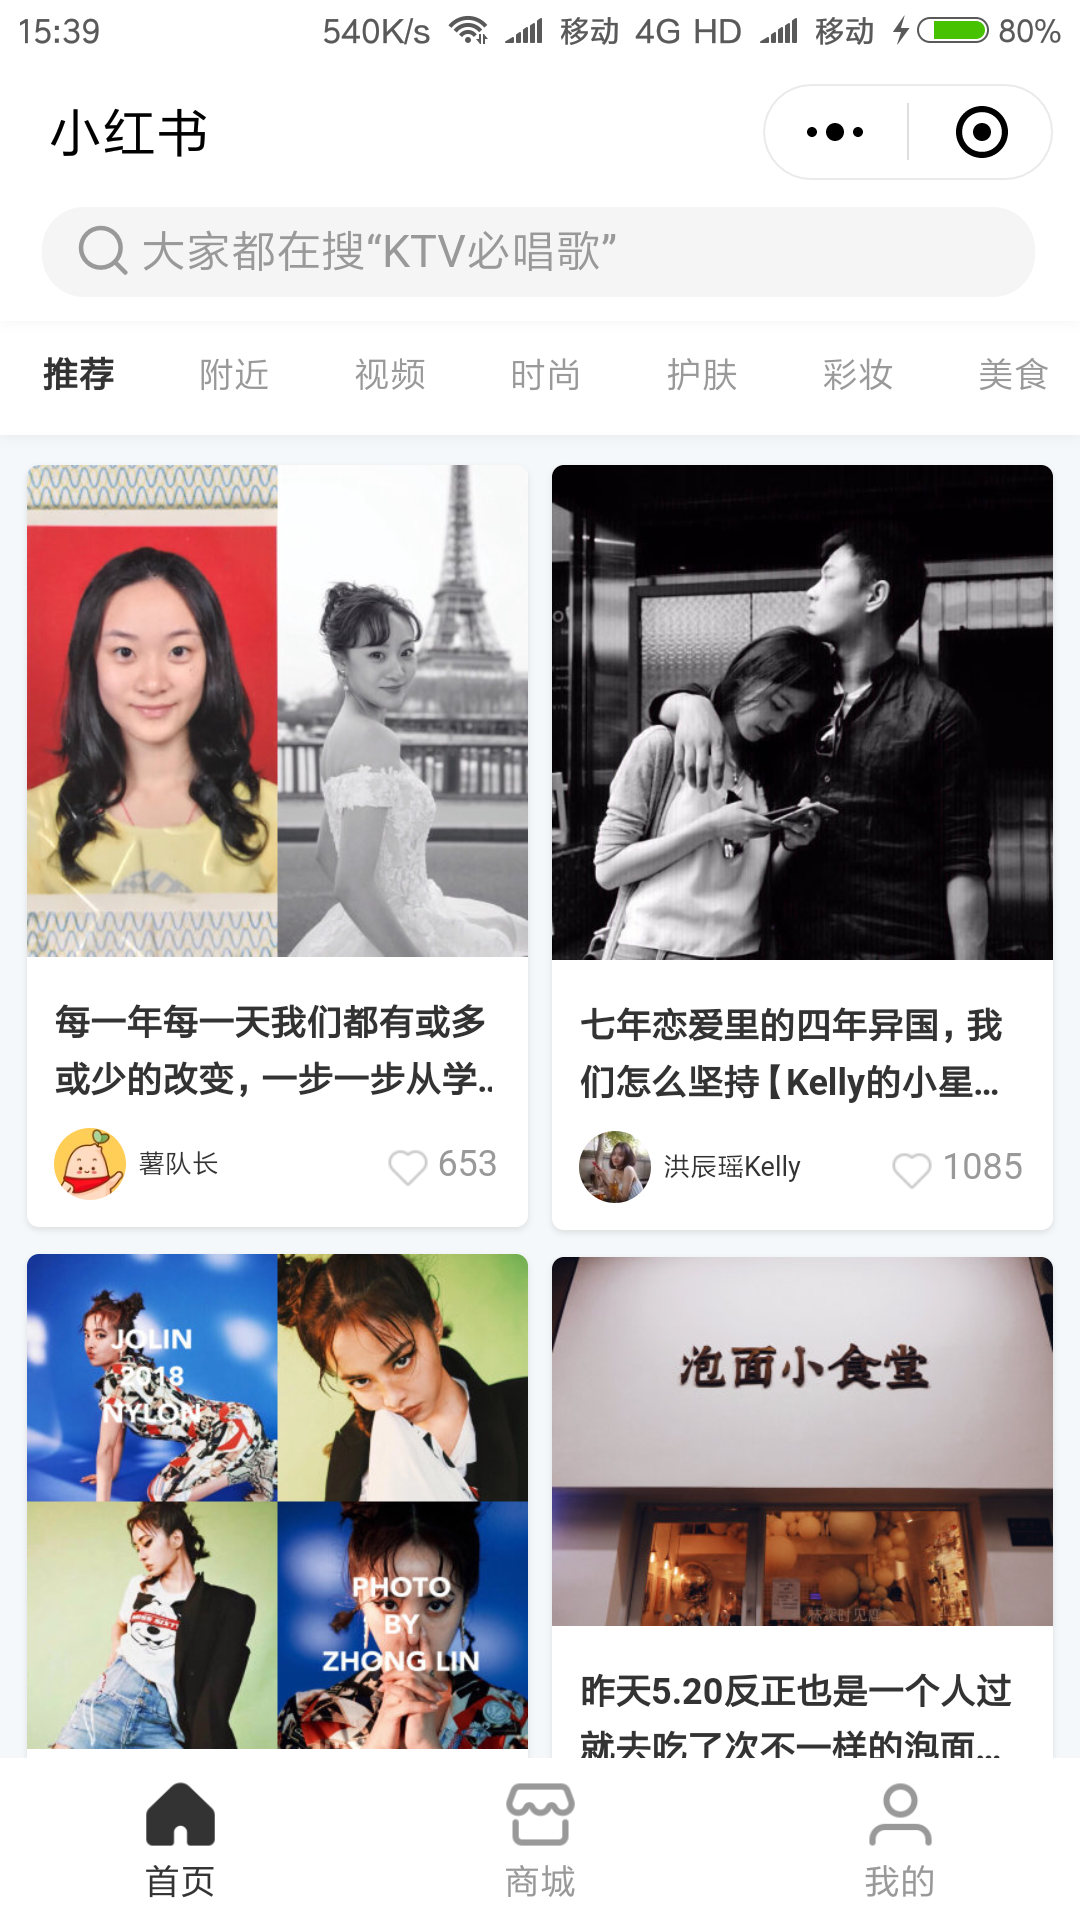 15:39
540K/s 移动 4G HD 移动 80%
小红书
大家都在搜“KTV必唱歌”
推荐 附近 视频 时尚 护肤 彩妆 美食
每一年每一天我们都有或多
或少的改变，一步一步从学..
薯队长 653
七年恋爱里的四年异国，我
们怎么坚持【Kelly的小星...
洪辰瑶Kelly 1085
JOLIN
2018
NYLON
PHOTO
BY
ZHONG LIN
泡面小食堂
林深时见鹿
昨天5.20反正也是一个人过
就去吃了次不一样的泡面...
首页 商城 我的